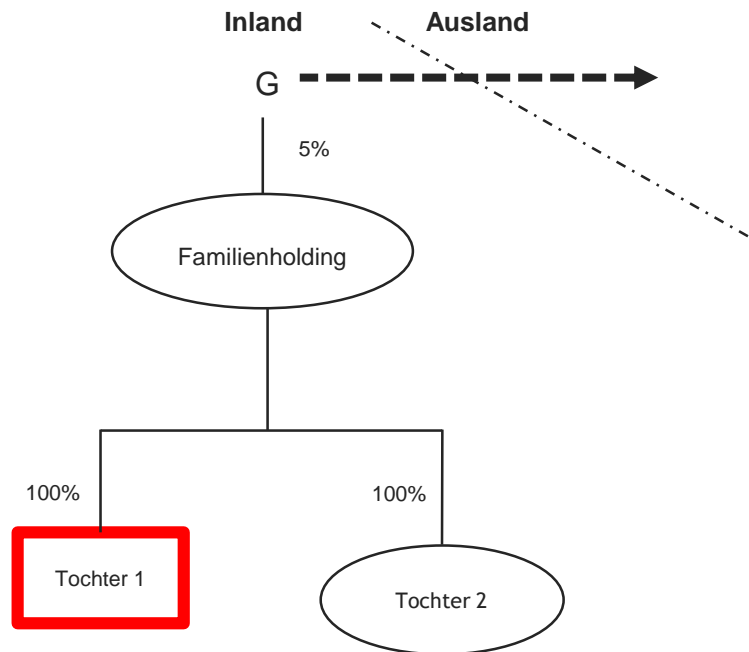 Inland Ausland
G
5%
Familienholding
100% 100%
Tochter 1
Tochter 2